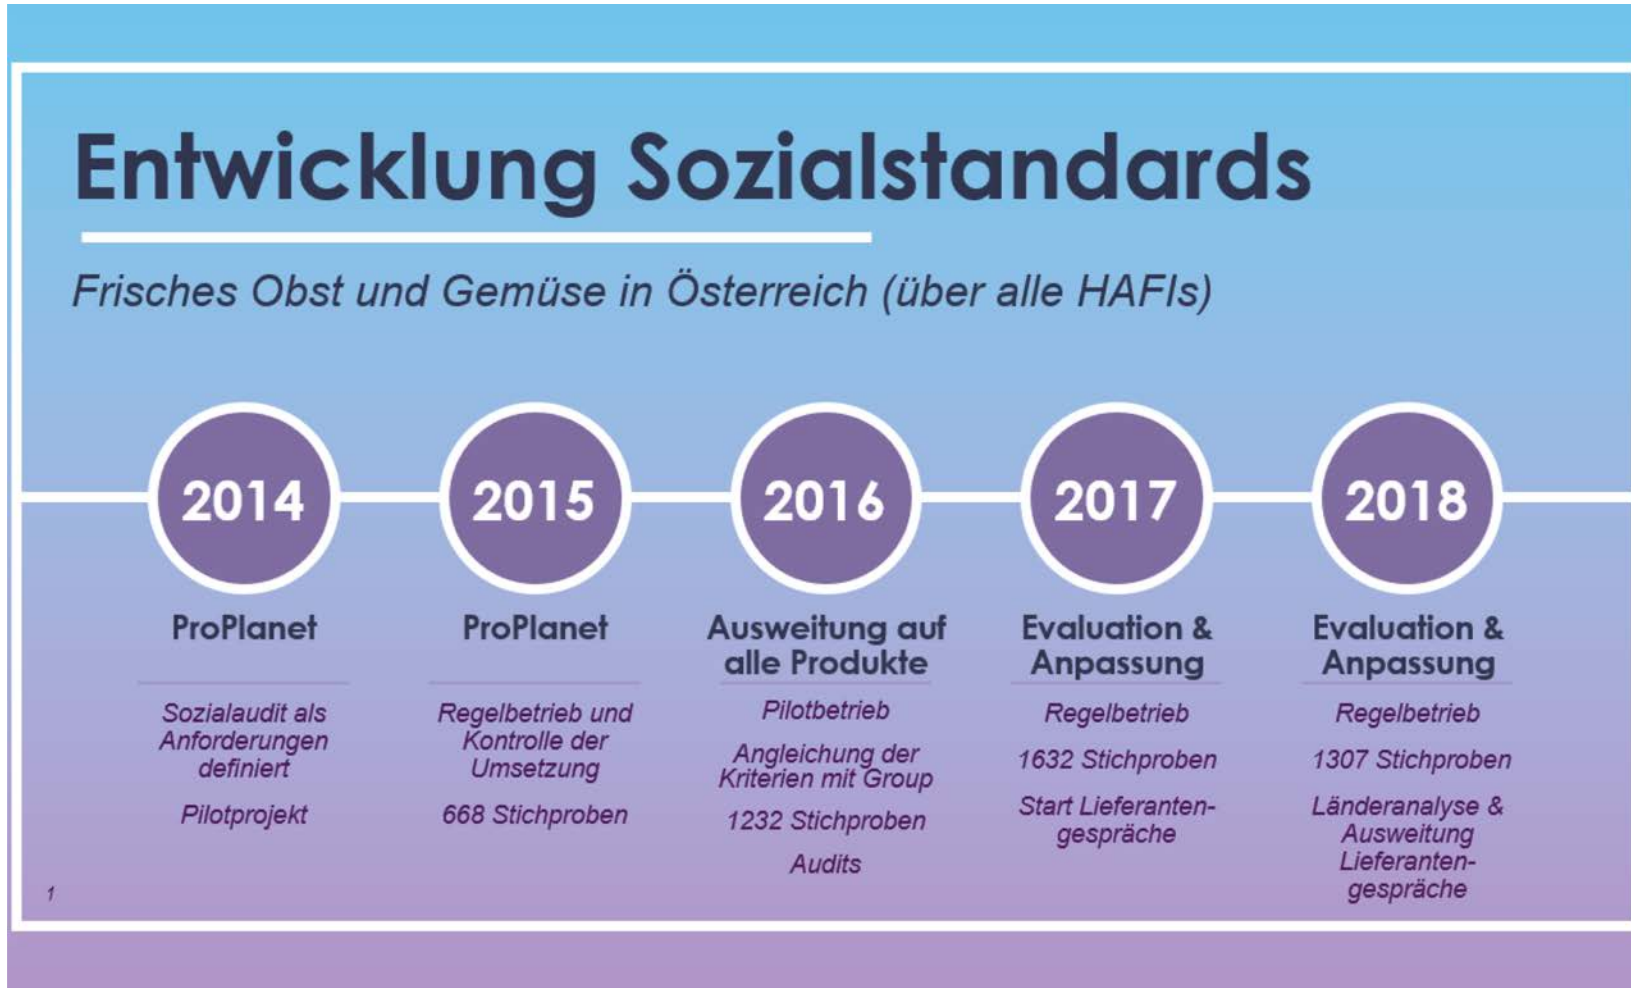 Entwicklung Sozialstandards
Frisches Obst und Gemüse in Österreich (über alle HAFIs)
2014
ProPlanet
Sozialaudit als
Anforderungen
definiert
Pilotprojekt
2015
ProPlanet
Regelbetrieb und
Kontrolle der
Umsetzung
668 Stichproben
2016
Ausweitung auf
alle Produkte
Pilotbetrieb
Angleichung der
Kriterien mit Group
1232 Stichproben
Audits
2017
Evaluation &
Anpassung
Regelbetrieb
1632 Stichproben
Start Lieferanten-
gespräche
2018
Evaluation &
Anpassung
Regelbetrieb
1307 Stichproben
Länderanalyse &
Ausweitung
Lieferanten-
gespräche
1